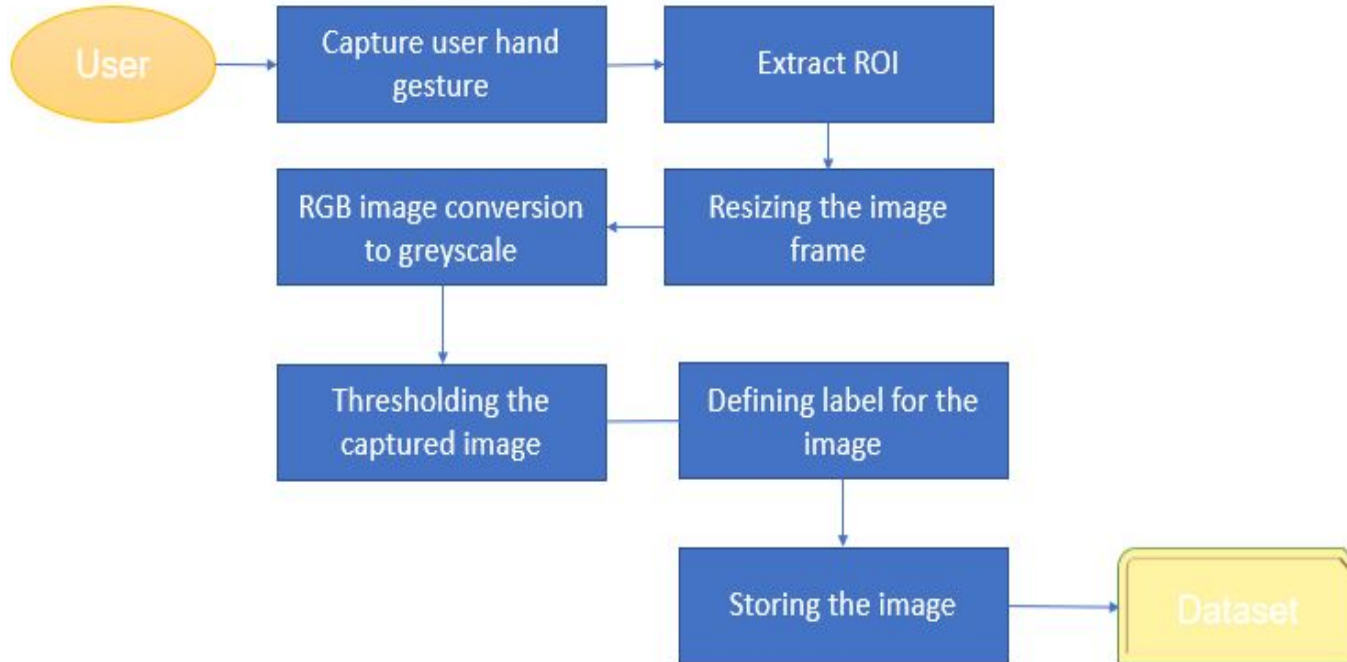 User
Capture user hand
gesture
Extract ROI
RGB image conversion
to greyscale
Resizing the image
frame
Thresholding the
captured image
Defining label for the
image
Storing the image
Dataset